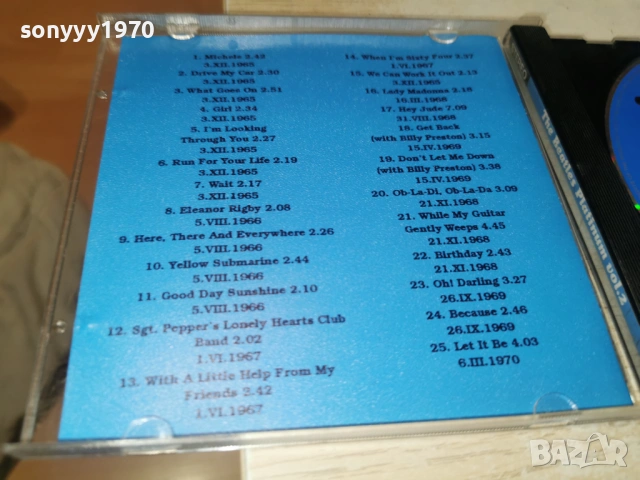 sonyyy1970
1. Michele 2.42
3.XII.1965
2. Drive My Car 2.30
3.XII.1965
3. What Goes On 2.51
3.XII.1965
4. Girl 2.34
3.XII.1965
5. I'm Looking
Through You 2.27
3.XII.1965
6. Run For Your Life 2.19
3.XII.1965
7. Wait 2.17
3.XII.1965
8. Eleanor Rigby 2.08
5.VIII.1966
9. Here, There And Everywhere 2.26
5.VIII.1966
10. Yellow Submarine 2.44
5.VIII.1966
11. Good Day Sunshine 2.10
5.VIII.1966
12. Sgt. Pepper's Lonely Hearts Club
Band 2.02
1.VI.1967
13. With A Little Help From My
Friends 2.42
1.VI.1967
14. When I'm Sixty Four 2.37
1.VI.1967
15. We Can Work It Out 2.13
3.XII.1965
16. Lady Madonna 2.18
10.III.1968
17. Hey Jude 7.09
31.VIII.1968
18. Get Back
(with Billy Preston) 3.15
15.IV.1969
19. Don't Let Me Down
(with Billy Preston) 3.38
15.IV.1969
20. Ob-La-Di, Ob-La-Da 3.09
21.XI.1968
21. While My Guitar
Gently Weeps 4.45
21.XI.1968
22. Birthday 2.43
21.XI.1968
23. Oh! Darling 3.27
26.IX.1969
24. Because 2.46
26.IX.1969
25. Let It Be 4.03
6.III.1970
The Beatles Platinum vol.2
BAZAR